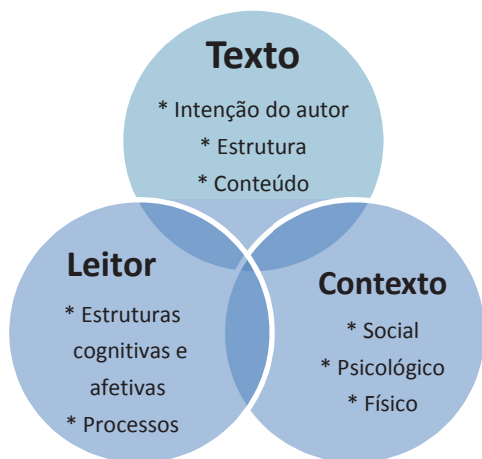 Texto
* Intenção do autor
* Estrutura
* Conteúdo
Leitor
* Estruturas
cognitivas e
afetivas
* Processos
Contexto
* Social
* Psicológico
* Físico